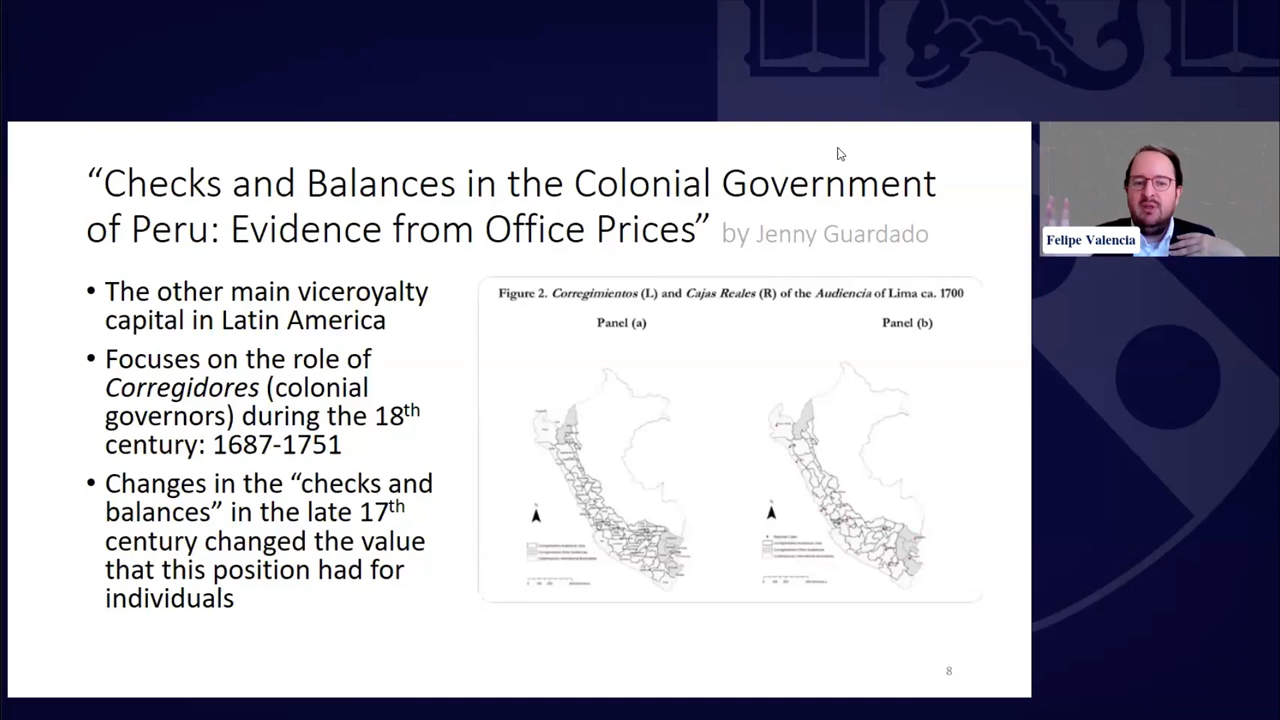 “Checks and Balances in the Colonial Government
of Peru: Evidence from Office Prices” by Jenny Guardado
• The other main viceroyalty
capital in Latin America
• Focuses on the role of
Corregidores (colonial
governors) during the 18th
century: 1687-1751
• Changes in the “checks and
balances” in the late 17th
century changed the value
that this position had for
individuals
Figure 2. Corregimientos (L) and Cajas Reales (R) of the Audiencia of Lima ca. 1700
Panel (a)
Panel (b)
8
Felipe Valencia